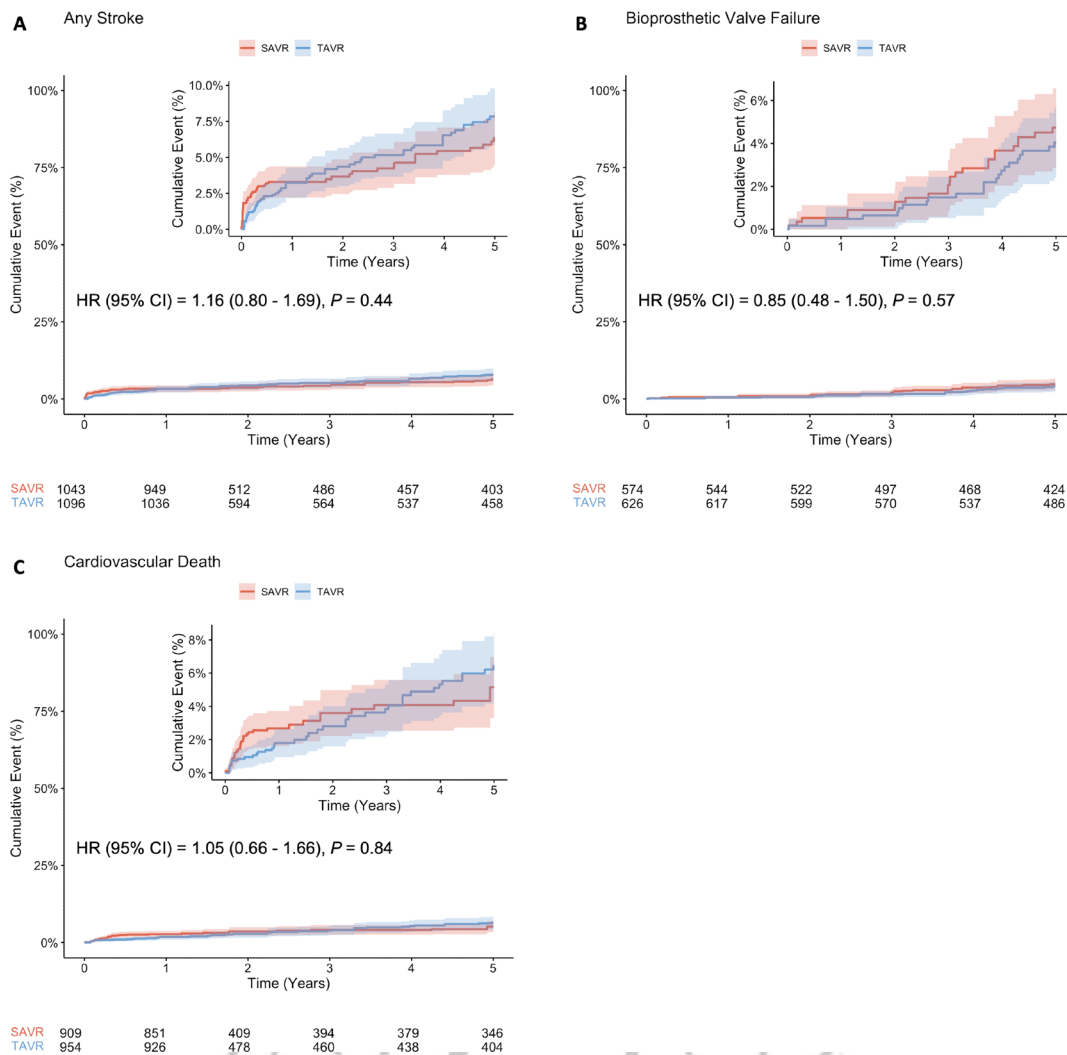 A Any Stroke
SAVR TAVR
Cumulative Event (%)
100%
75%
50%
25%
0%
Cumulative Event (%)
10.0%
7.5%
5.0%
2.5%
0.0%
0 1 2 3 4 5
Time (Years)
HR (95% CI) = 1.16 (0.80 - 1.69), P = 0.44
0 1 2 3 4 5
Time (Years)
SAVR 1043 949 512 486 457 403
TAVR 1096 1036 594 564 537 458
B Bioprosthetic Valve Failure
SAVR TAVR
Cumulative Event (%)
100%
75%
50%
25%
0%
Cumulative Event (%)
6%
4%
2%
0%
0 1 2 3 4 5
Time (Years)
HR (95% CI) = 0.85 (0.48 - 1.50), P = 0.57
0 1 2 3 4 5
Time (Years)
SAVR 574 544 522 497 468 424
TAVR 626 617 599 570 537 486
C Cardiovascular Death
SAVR TAVR
Cumulative Event (%)
100%
75%
50%
25%
0%
Cumulative Event (%)
8%
6%
4%
2%
0%
0 1 2 3 4 5
Time (Years)
HR (95% CI) = 1.05 (0.66 - 1.66), P = 0.84
0 1 2 3 4 5
Time (Years)
SAVR 909 851 409 394 379 346
TAVR 954 926 478 460 438 404